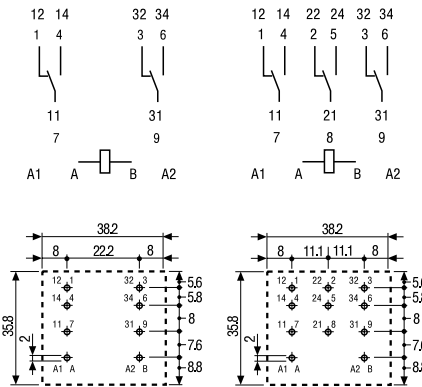 12 14 32 34 12 14 22 24 32 34
1 4 3 6 1 4 2 5 3 6
11 31 11 21 31
7 9 7 8 9
A1 A B A2 A1 A B A2
38.2 38.2
8 22.2 8 8 11.1 11.1 8
12 1 32 3 5,6 12 1 22 2 32 3
14 4 34 6 5.8 14 4 24 5 34 6
35.8 8 35.8 8
11 7 31 9 11 7 21 8 31 9
2 7.6 2
A1 A A2 B 8.8 A1 A A2 B